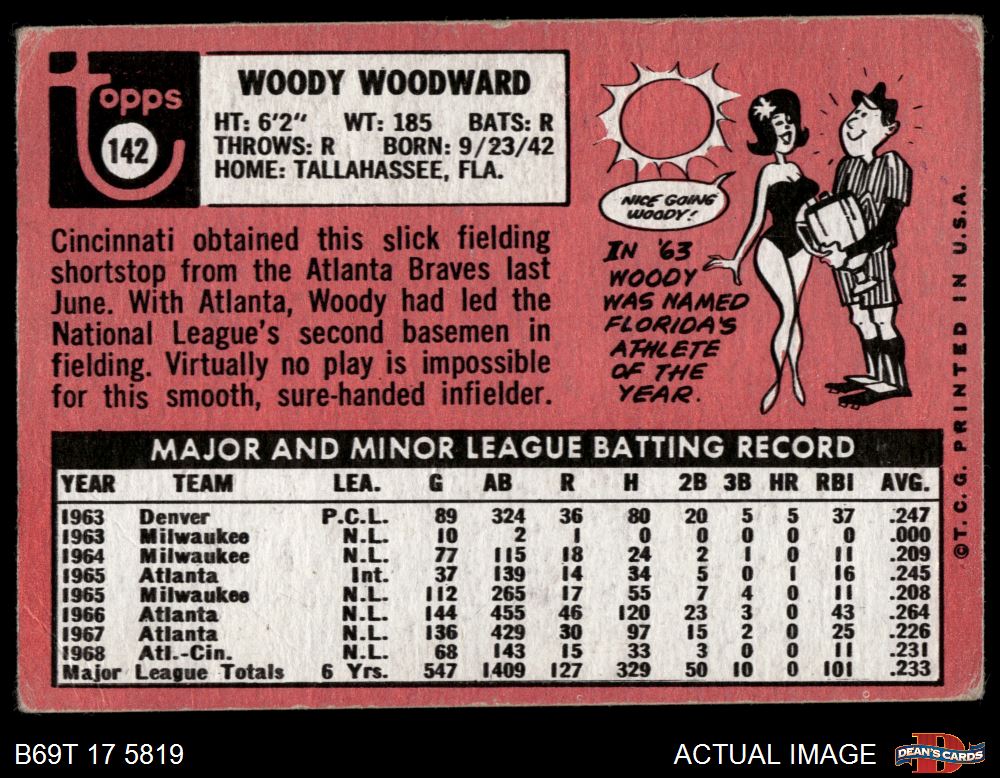 topps
142
WOODY WOODWARD
HT: 6'2" WT: 185 BATS: R
THROWS: R BORN: 9/23/42
HOME: TALLAHASSEE, FLA.
Cincinnati obtained this slick fielding
shortstop from the Atlanta Braves last
June. With Atlanta, Woody had led the
National League's second basemen in
fielding. Virtually no play is impossible
for this smooth, sure-handed infielder.
NICE GOING
WOODY!
IN '63
WOODY
WAS NAMED
FLORIDA'S
ATHLETE
OF THE
YEAR.
MAJOR AND MINOR LEAGUE BATTING RECORD
YEAR TEAM LEA. G AB R H 2B 3B HR RBI AVG.
1963 Denver P.C.L. 89 324 36 80 20 5 5 37 .247
1963 Milwaukee N.L. 10 2 1 0 0 0 0 0 .000
1964 Milwaukee N.L. 77 115 18 24 2 1 0 11 .209
1965 Atlanta Int. 37 139 14 34 5 0 1 16 .245
1965 Milwaukee N.L. 112 265 17 55 7 4 0 11 .208
1966 Atlanta N.L. 144 455 46 120 23 3 0 43 .264
1967 Atlanta N.L. 136 429 30 97 15 2 0 25 .226
1968 Atl.-Cin. N.L. 68 143 15 33 3 0 0 11 .231
Major League Totals 6 Yrs. 547 1409 127 329 50 10 0 101 .233
©T. C. G. PRINTED IN U.S.A.
B69T 17 5819
ACTUAL IMAGE
D
DEAN'S CARDS